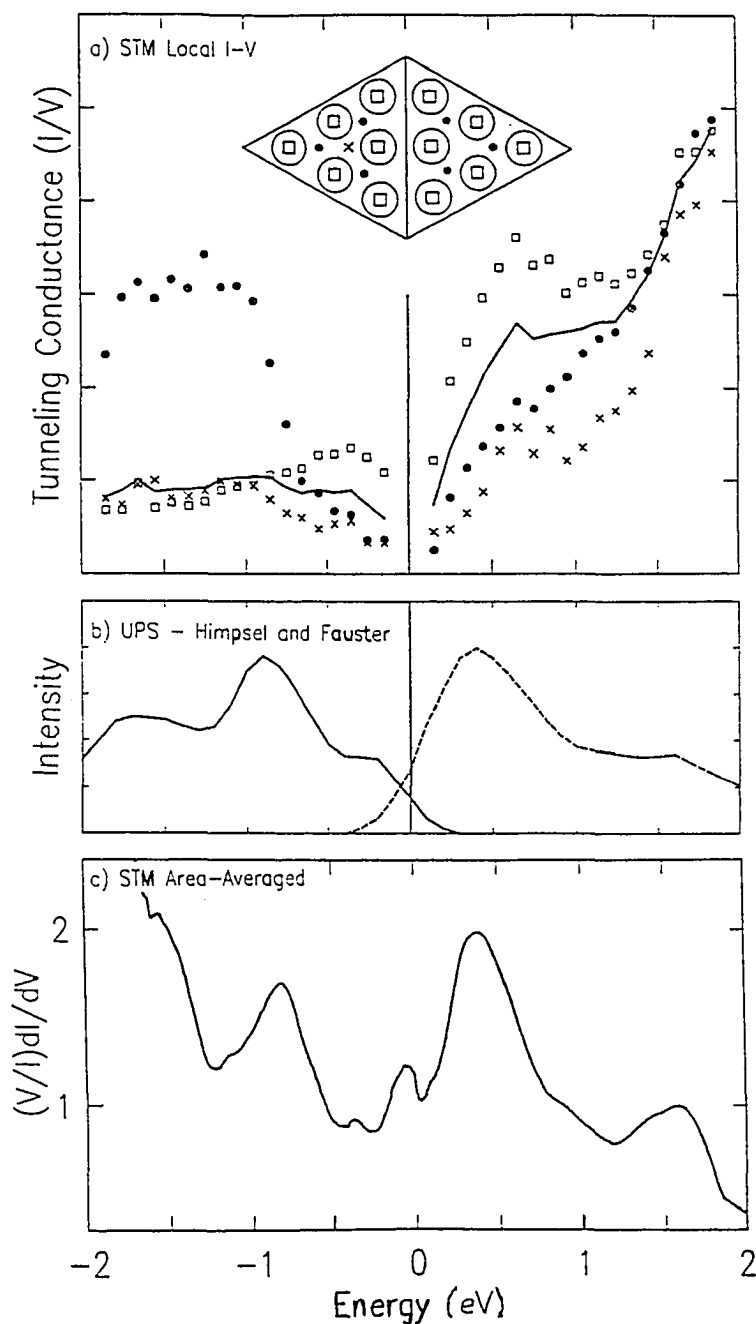 a) STM Local I-V
Tunneling Conductance (I/V)
b) UPS - Himpsel and Fauster
Intensity
c) STM Area-Averaged
(V/I)dI/dV
2
1
-2 -1 0 1 2
Energy (eV)